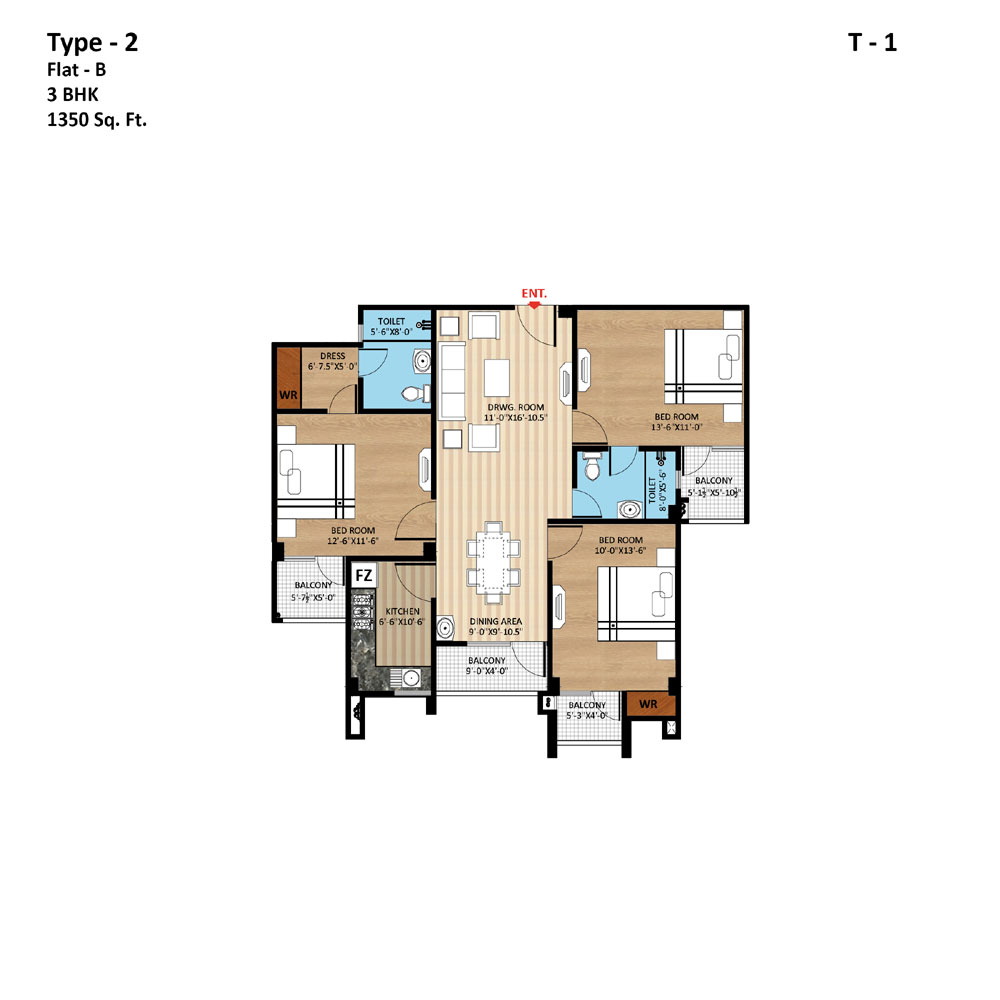 Type - 2
T - 1
Flat - B
3 BHK
1350 Sq. Ft.
ENT.
TOILET
5'-6"X8'-0"
DRESS
6'-7.5"X5'-0"
WR
DRWG. ROOM
11'-0"X16'-10.5"
BED ROOM
13'-6"X11'-0"
TOILET
8'-0"X5'-6"
BALCONY
5'-1½"X5'-10½"
BED ROOM
12'-6"X11'-6"
BED ROOM
10'-0"X13'-6"
BALCONY
5'-7½"X5'-0"
FZ
KITCHEN
6'-6"X10'-6"
DINING AREA
9'-0"X9'-10.5"
BALCONY
9'-0"X4'-0"
BALCONY
5'-3"X4'-0"
WR